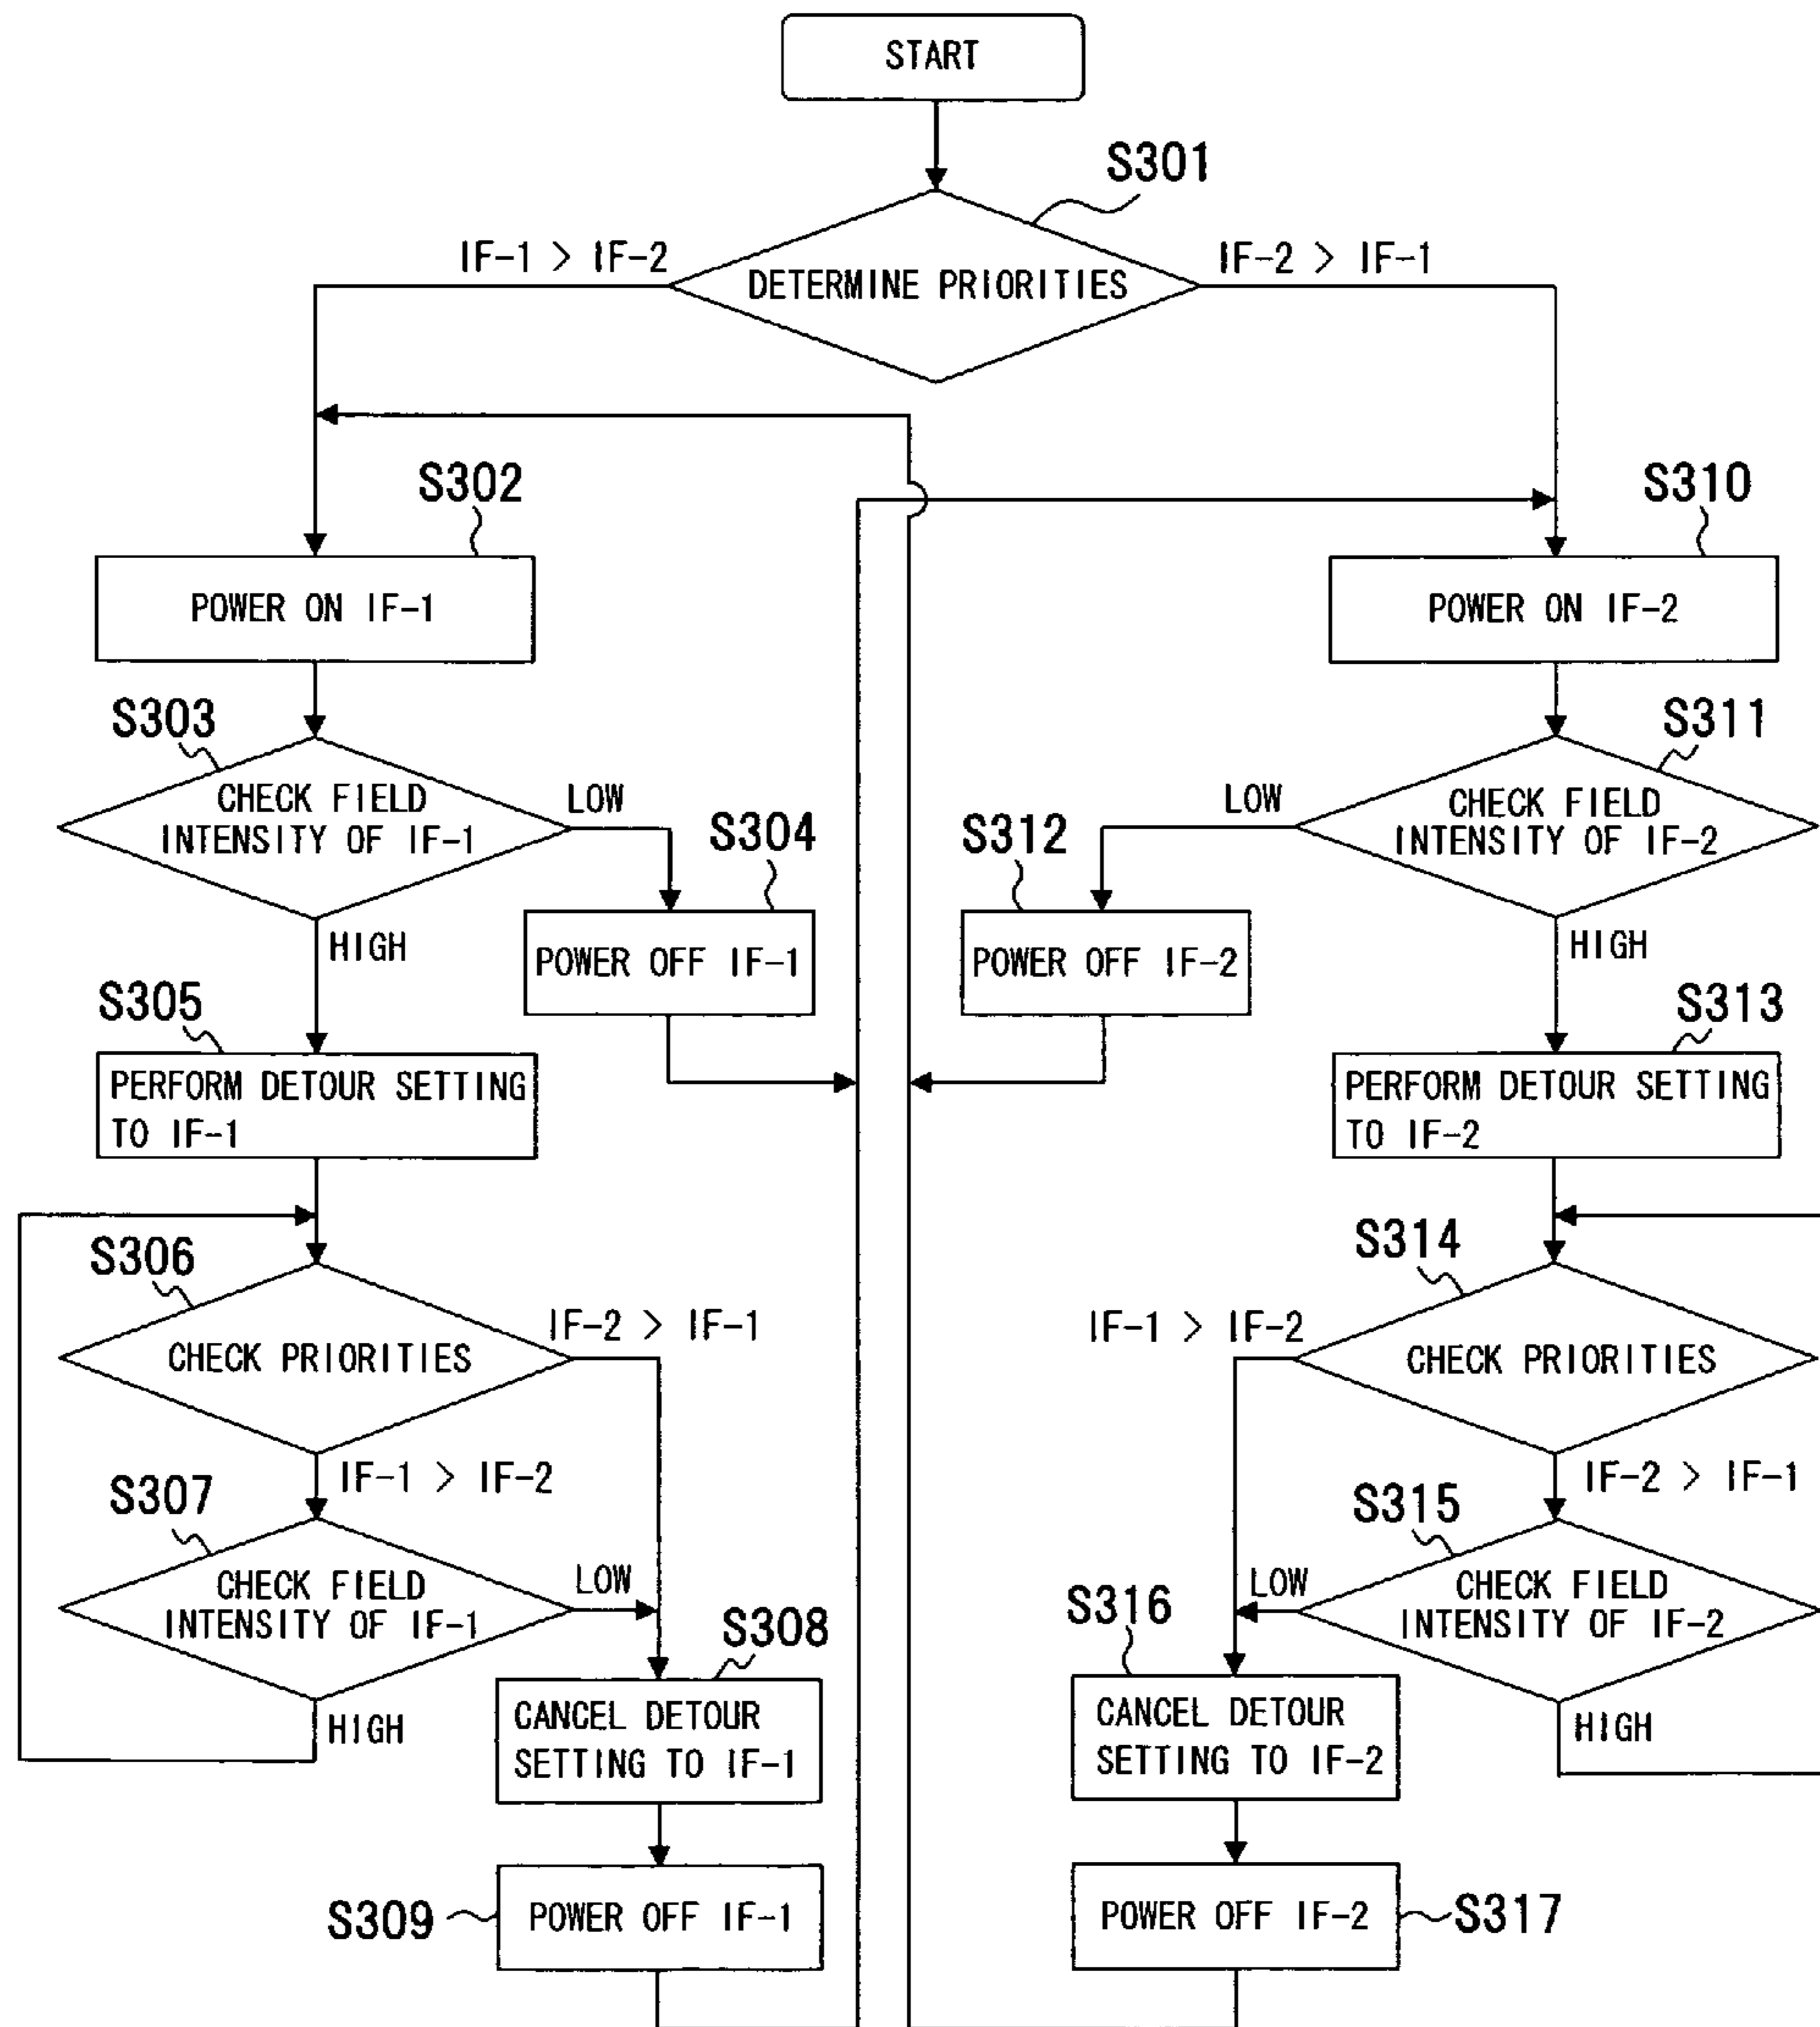 START
S301
IF-1 > IF-2
IF-2 > IF-1
DETERMINE PRIORITIES
S302
S310
POWER ON IF-1
POWER ON IF-2
S303
S311
CHECK FIELD
INTENSITY OF IF-1
LOW
S304
S312
LOW
CHECK FIELD
INTENSITY OF IF-2
HIGH
POWER OFF IF-1
POWER OFF IF-2
HIGH
S305
S313
PERFORM DETOUR SETTING
TO IF-1
PERFORM DETOUR SETTING
TO IF-2
S306
S314
IF-2 > IF-1
IF-1 > IF-2
CHECK PRIORITIES
CHECK PRIORITIES
IF-1 > IF-2
IF-2 > IF-1
S307
S315
CHECK FIELD
INTENSITY OF IF-1
LOW
LOW
CHECK FIELD
INTENSITY OF IF-2
S308
S316
HIGH
CANCEL DETOUR
SETTING TO IF-1
CANCEL DETOUR
SETTING TO IF-2
HIGH
S309
POWER OFF IF-1
POWER OFF IF-2
S317